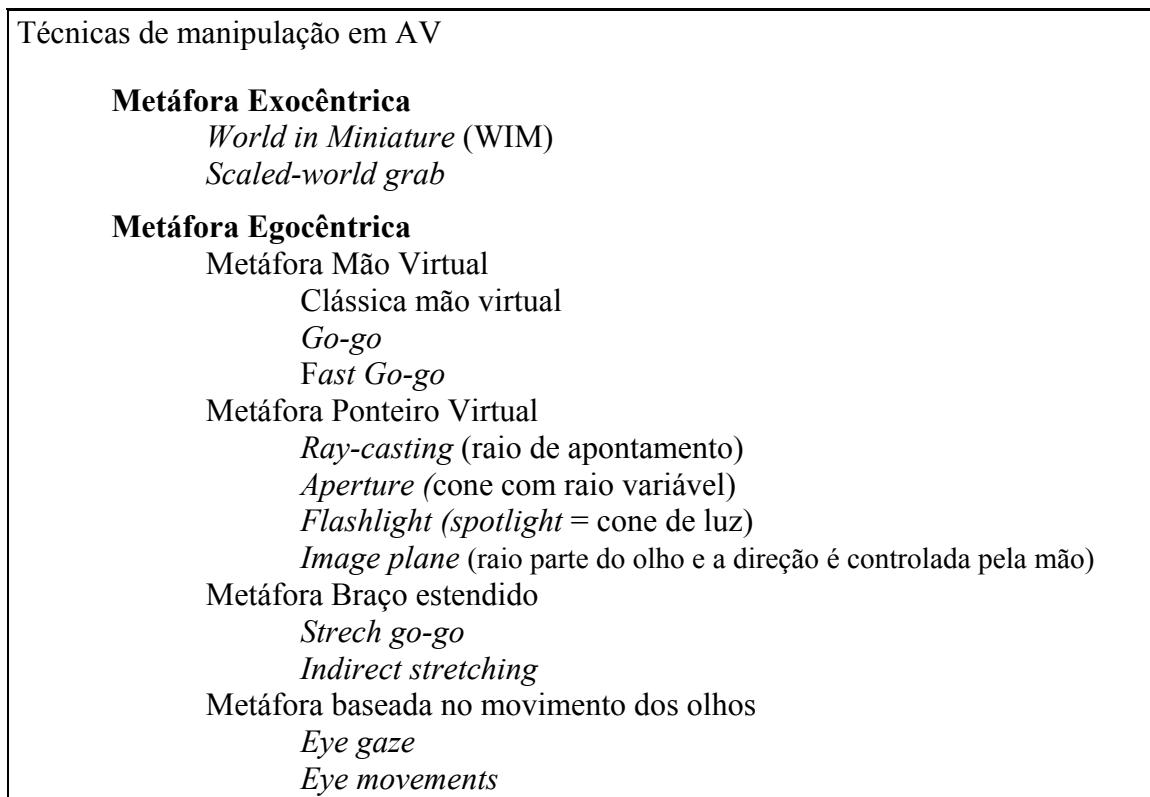 Técnicas de manipulação em AV
Metáfora Exocêntrica
World in Miniature (WIM)
Scaled-world grab
Metáfora Egocêntrica
Metáfora Mão Virtual
Clássica mão virtual
Go-go
Fast Go-go
Metáfora Ponteiro Virtual
Ray-casting (raio de apontamento)
Aperture (cone com raio variável)
Flashlight (spotlight = cone de luz)
Image plane (raio parte do olho e a direção é controlada pela mão)
Metáfora Braço estendido
Strech go-go
Indirect stretching
Metáfora baseada no movimento dos olhos
Eye gaze
Eye movements